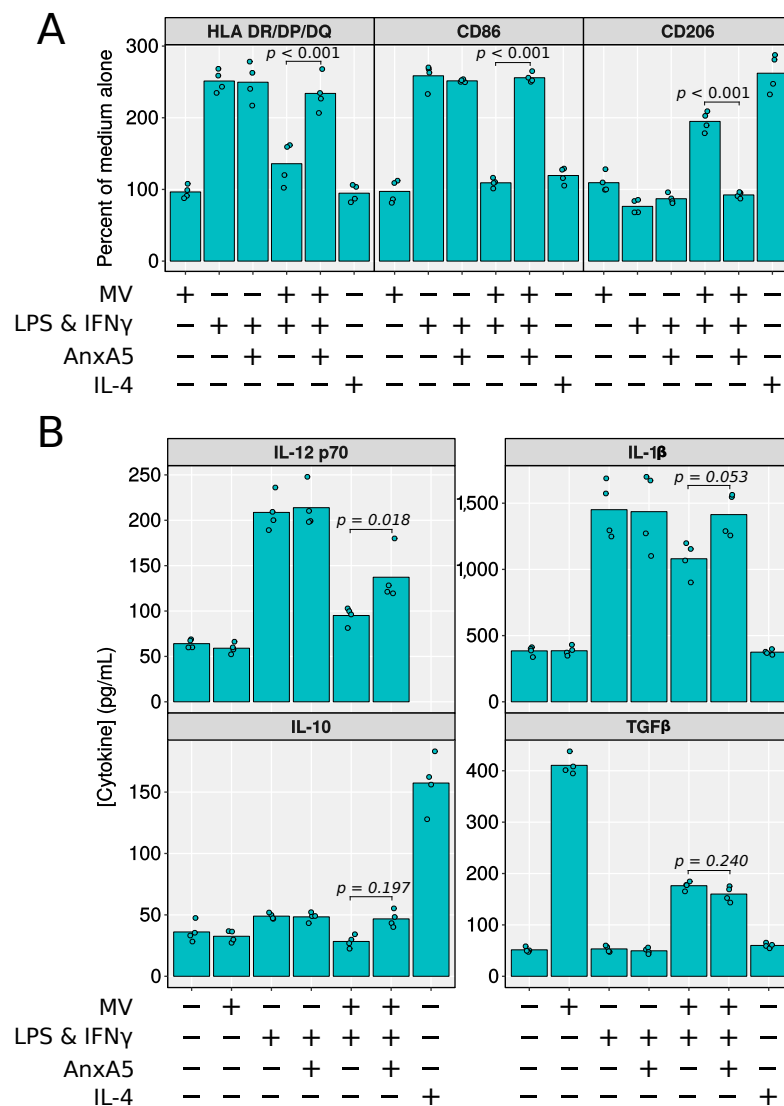 A
HLA DR/DP/DQ CD86 CD206
Percent of medium alone
300
200
100
0
p < 0.001
p < 0.001
p < 0.001
MV + − − + + − + − − + + − + − − + + −
LPS & IFNγ − + + + + − − + + + + − − + + + + −
AnxA5 − − + − + − − − + − + − − − + − + −
IL-4 − − − − − + − − − − − + − − − − − +
B
IL-12 p70
IL-1β
[Cytokine] (pg/mL)
250
200
150
100
50
0
p = 0.018
1,500
1,
500
0
p = 0.053
IL-10
TGFβ
150
100
50
0
p = 0.197
400
300
200
100
0
p = 0.240
MV − + − − + + − − + − − + + −
LPS & IFNγ − − + + + + − − − + + + + −
AnxA5 − − − + − + − − − − + − + −
IL-4 − − − − − − + − − − − − − +